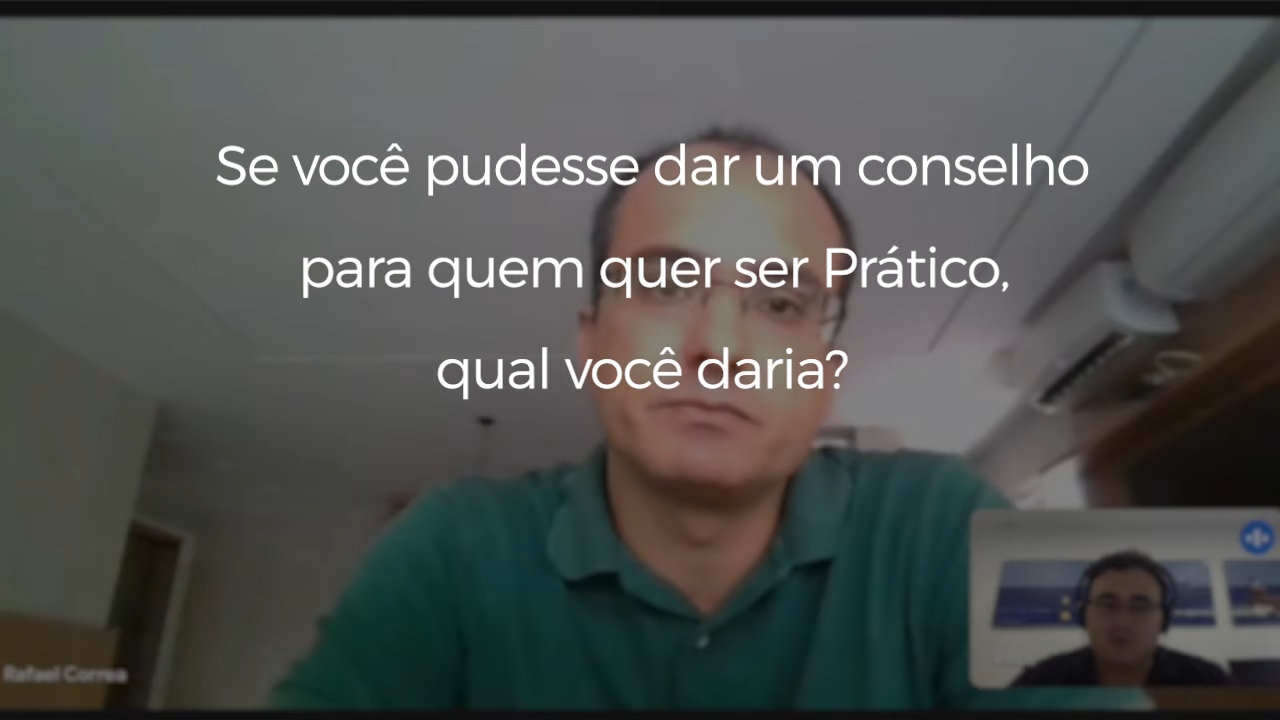 Se você pudesse dar um conselho
para quem quer ser Prático,
qual você daria?
Rafael Correa